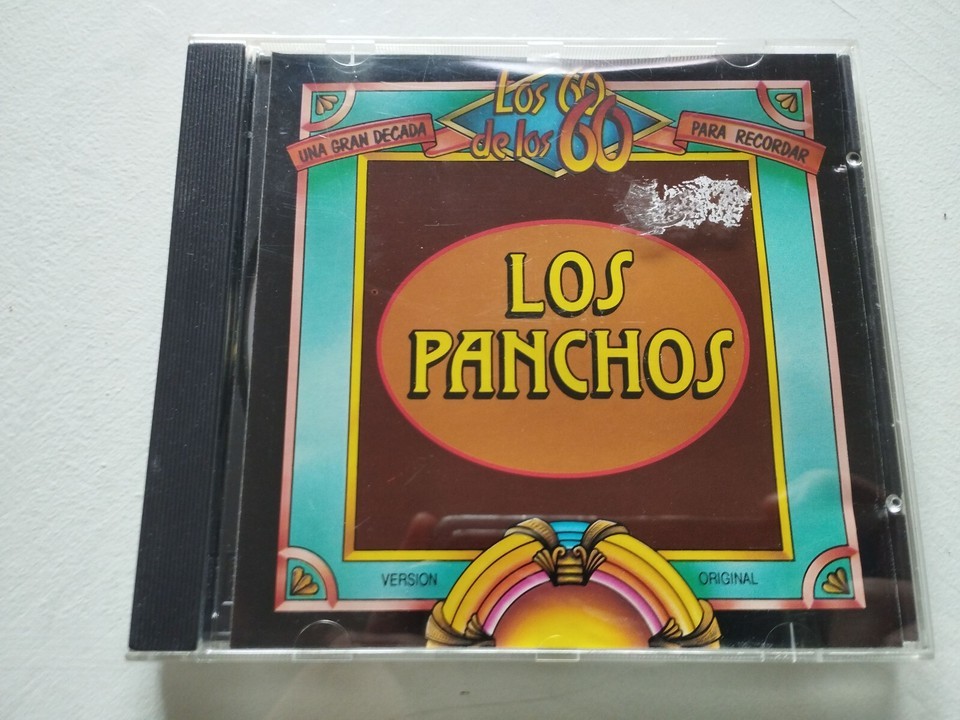 Los 60
de los 60
UNA GRAN DECADA
PARA RECORDAR
LOS
PANCHOS
VERSION
ORIGINAL